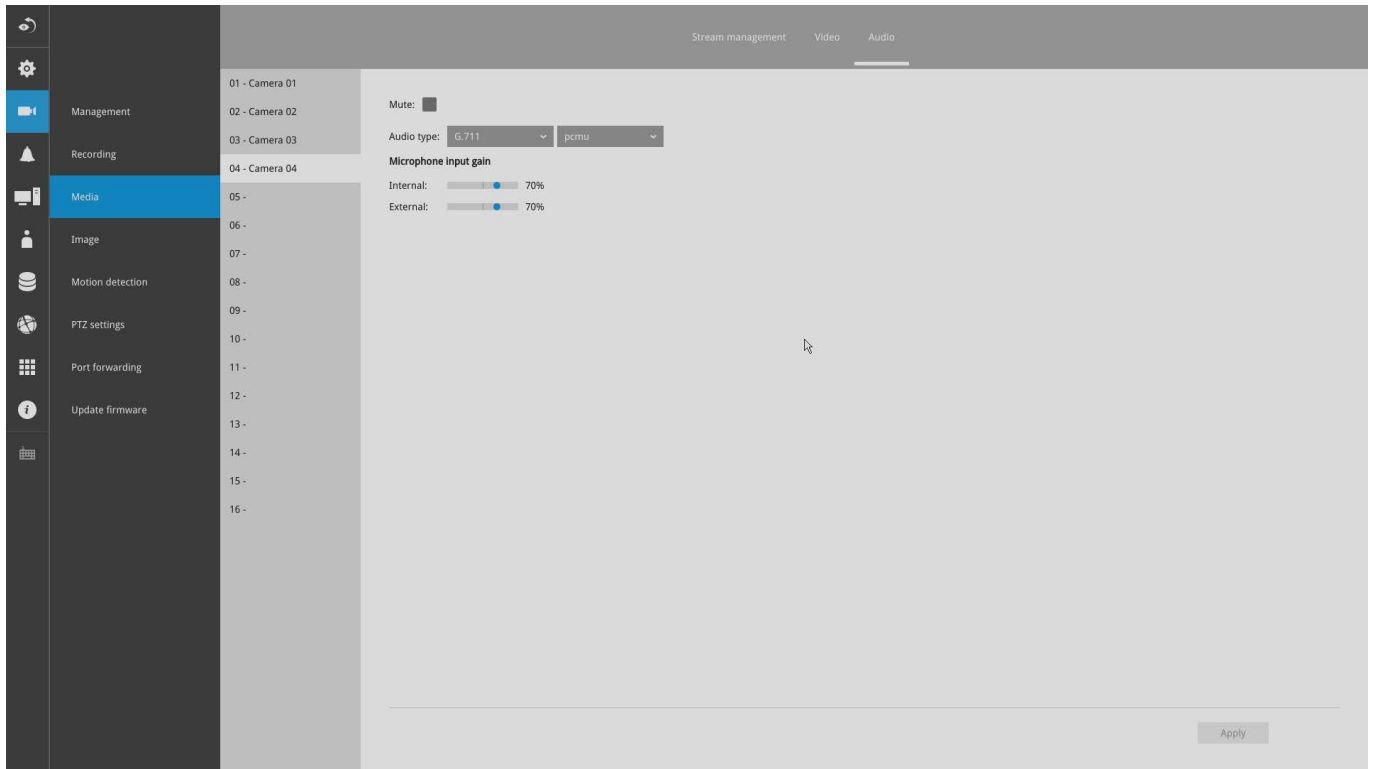 Stream management Video Audio
Management
Recording
Media
Image
Motion detection
PTZ settings
Port forwarding
Update firmware
01 - Camera 01
02 - Camera 02
03 - Camera 03
04 - Camera 04
05 -
06 -
07 -
08 -
09 -
10 -
11 -
12 -
13 -
14 -
15 -
16 -
Mute:
Audio type: G.711 pcmu
Microphone input gain
Internal: 70%
External: 70%
Apply